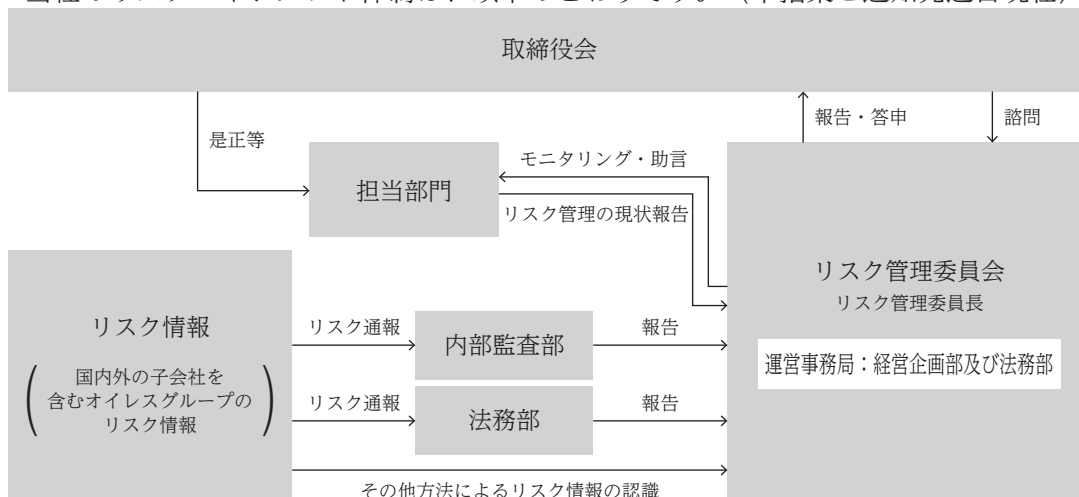 取締役会
報告・答申
諮問
是正等
モニタリング・助言
担当部門
リスク管理の現状報告
リスク管理委員会
リスク管理委員長
運営事務局：経営企画部及び法務部
リスク情報
国内外の子会社を
含むオイレスグループの
リスク情報
リスク通報
内部監査部
報告
リスク通報
法務部
報告
その他方法によるリスク情報の認識